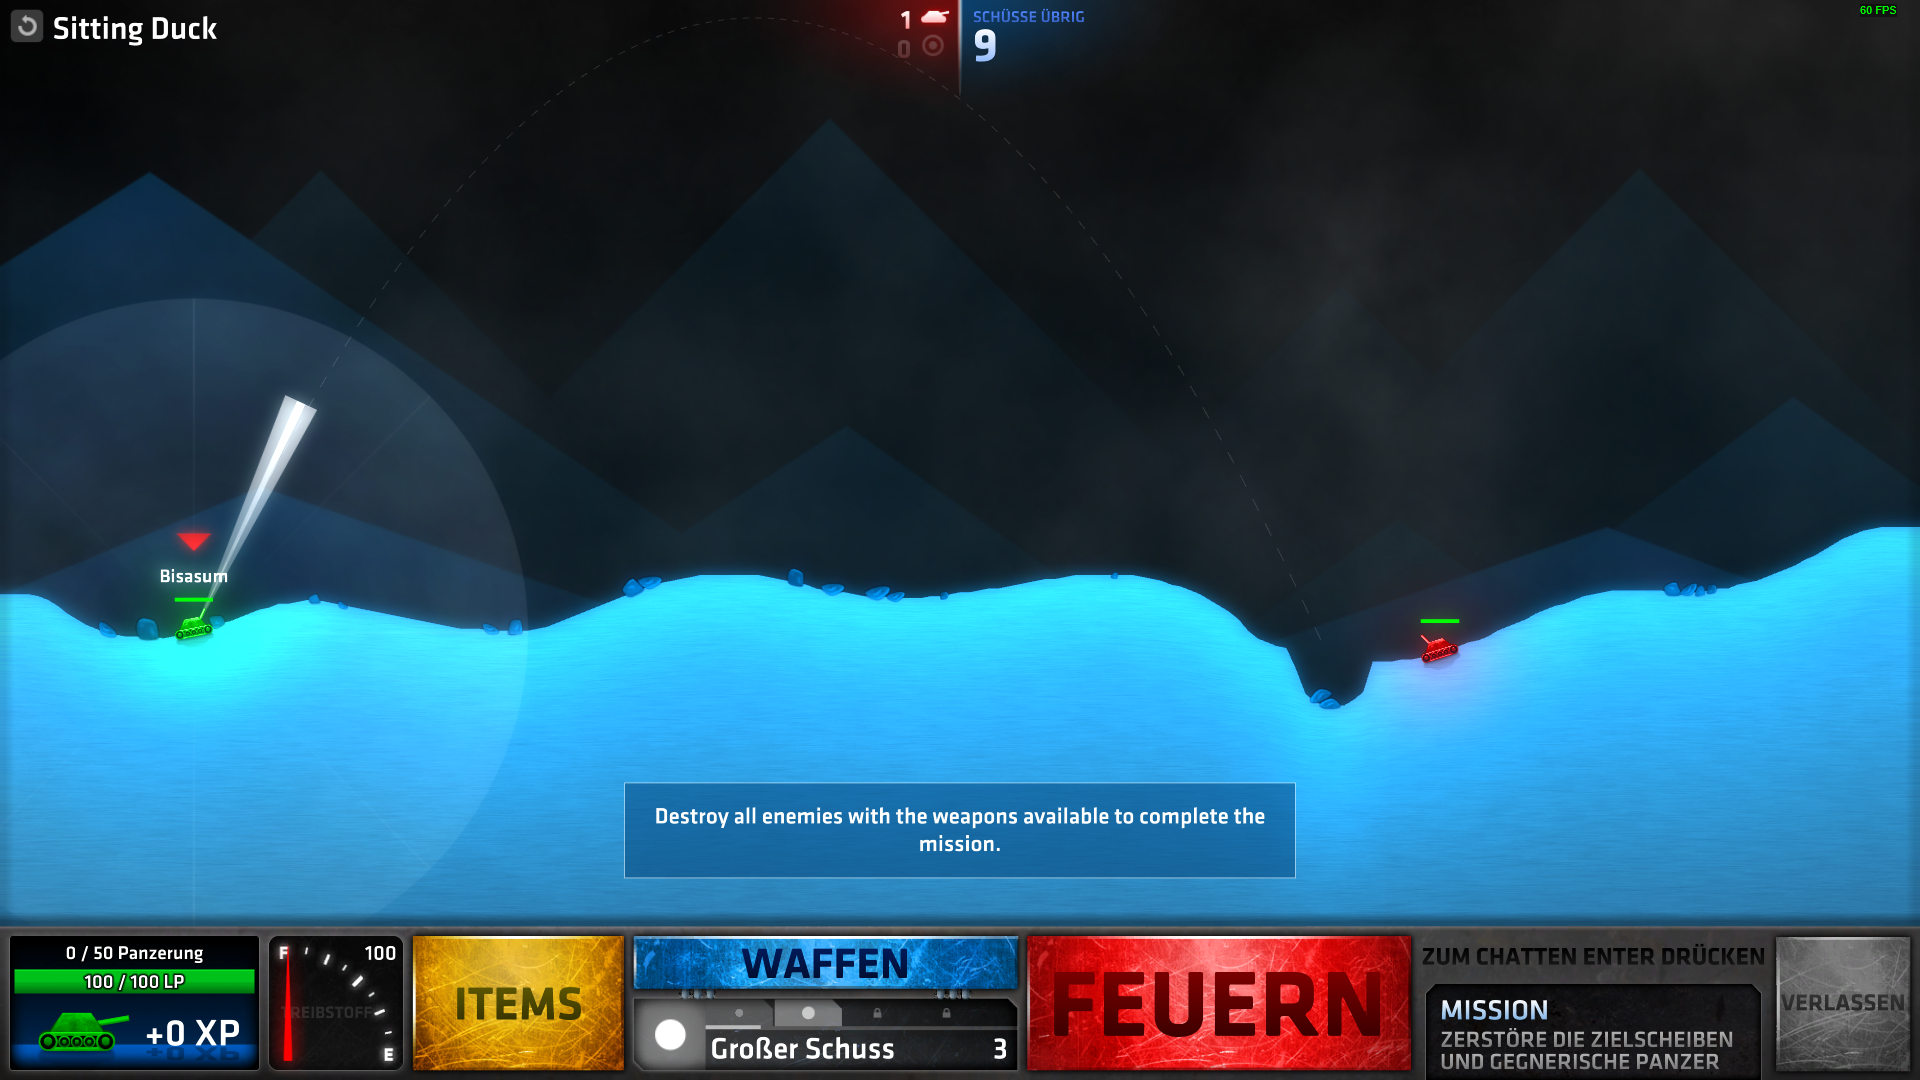 Sitting Duck
1
0
SCHÜSSE ÜBRIG
9
60 FPS
Bisasum
Destroy all enemies with the weapons available to complete the
mission.
0 / 50 Panzerung
100 / 100 LP
+0 XP
F
100
TREIBSTOFF
E
ITEMS
WAFFEN
Großer Schuss
3
FEUERN
ZUM CHATTEN ENTER DRÜCKEN
MISSION
ZERSTÖRE DIE ZIELSCHEIBEN
UND GEGNERISCHE PANZER
VERLASSEN